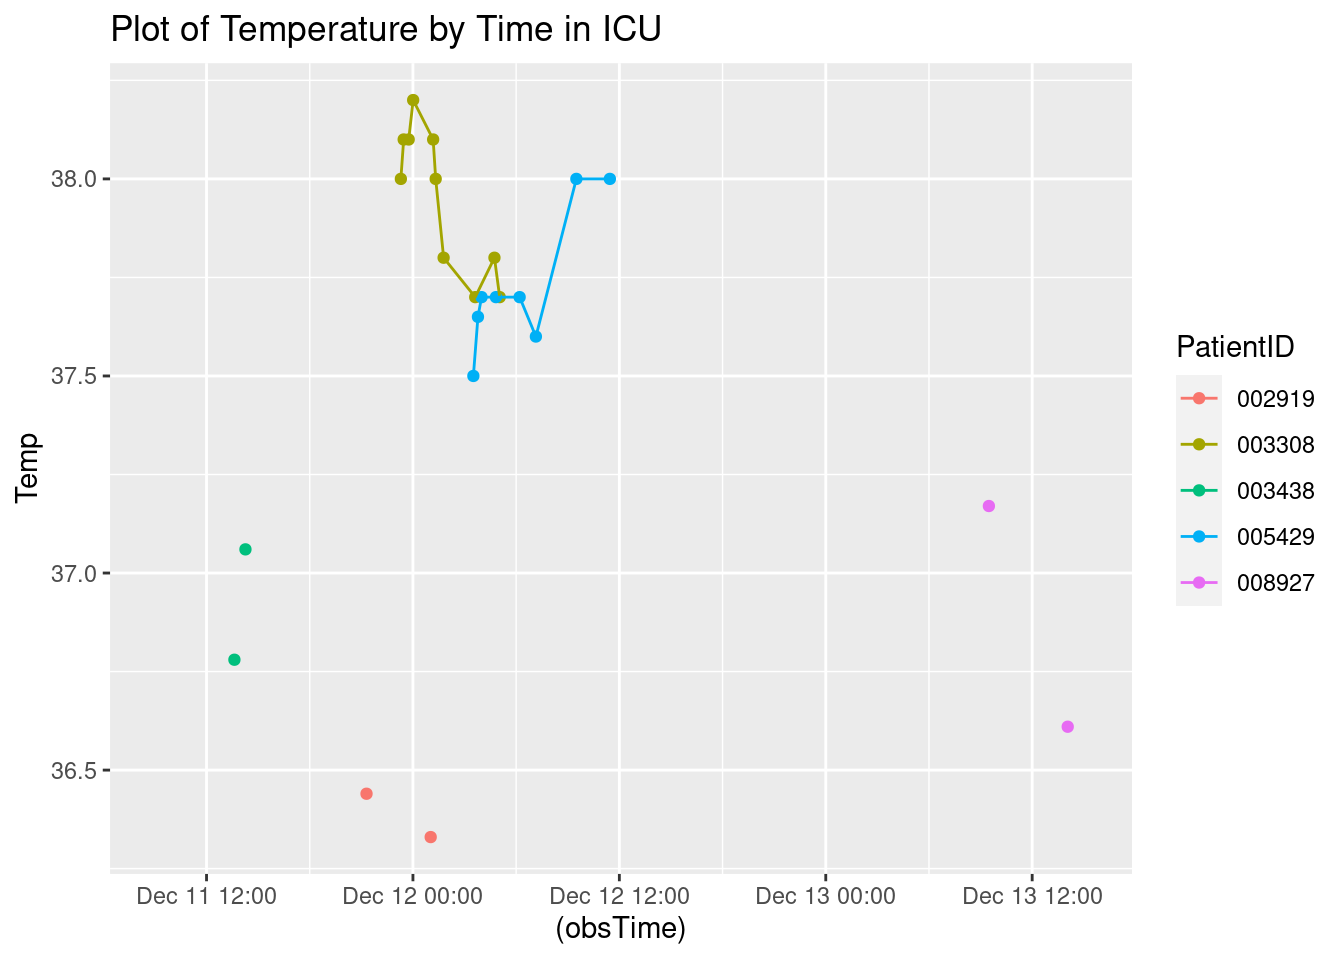 Plot of Temperature by Time in ICU
Temp
38.0
37.5
37.0
36.5
Dec 11 12:00
Dec 12 00:00
Dec 12 12:00
Dec 13 00:00
Dec 13 12:00
(obsTime)
PatientID
002919
003308
003438
005429
008927